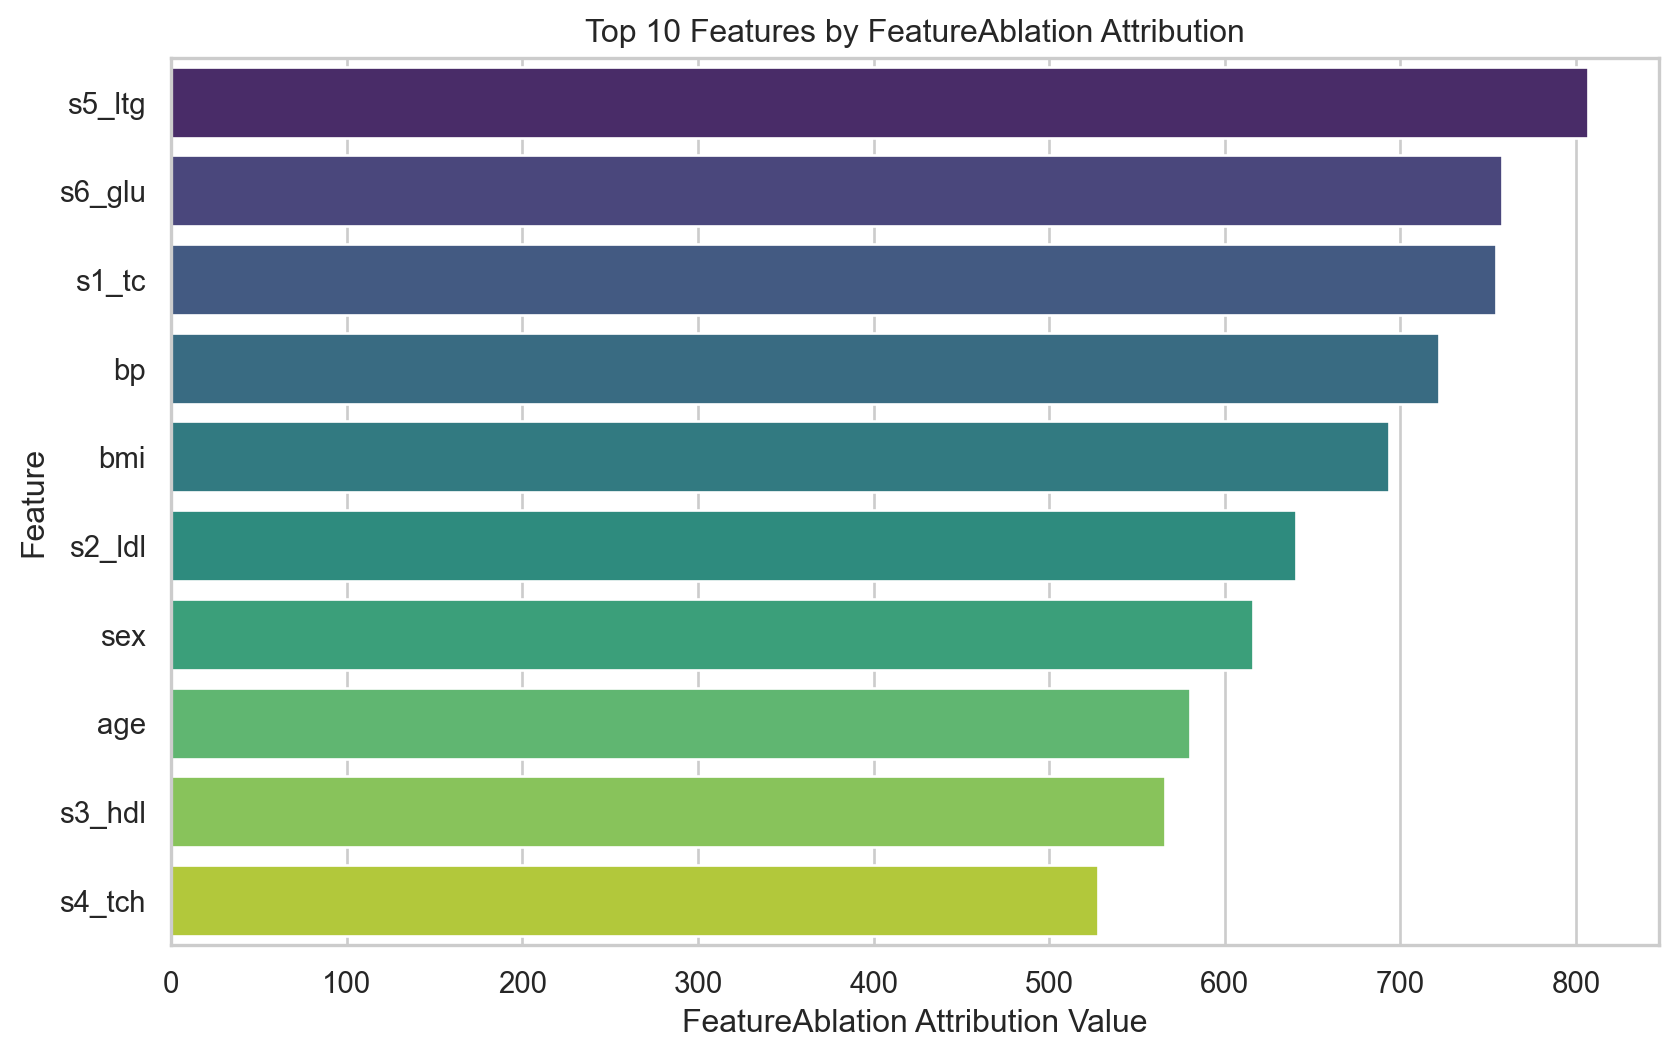 Top 10 Features by FeatureAblation Attribution
Feature
s5_ltg
s6_glu
s1_tc
bp
bmi
s2_ldl
sex
age
s3_hdl
s4_tch
0 100 200 300 400 500 600 700 800
FeatureAblation Attribution Value